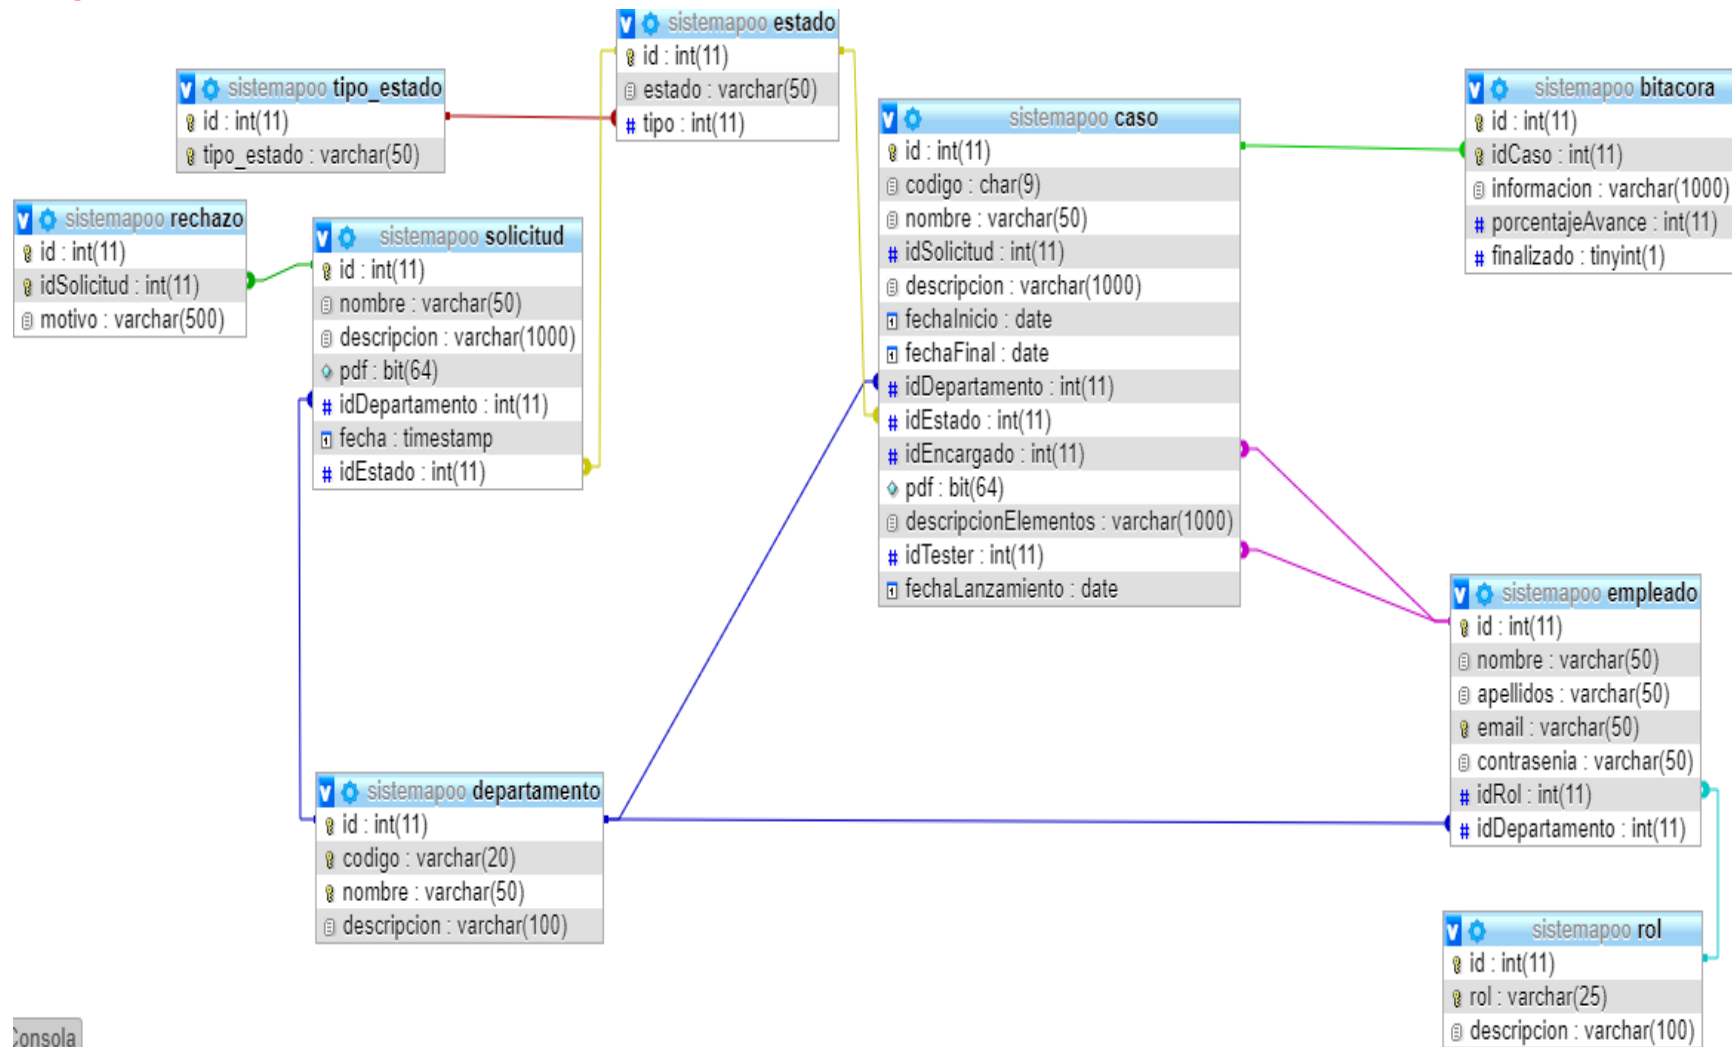 sistemapoo estado
id : int(11)
estado : varchar(50)
tipo : int(11)
sistemapoo tipo_estado
id : int(11)
tipo_estado : varchar(50)
sistemapoo bitacora
id : int(11)
idCaso : int(11)
informacion : varchar(1000)
porcentajeAvance : int(11)
finalizado : tinyint(1)
sistemapoo caso
id : int(11)
codigo : char(9)
nombre : varchar(50)
idSolicitud : int(11)
descripcion : varchar(1000)
fechaInicio : date
fechaFinal : date
idDepartamento : int(11)
idEstado : int(11)
idEncargado : int(11)
pdf : bit(64)
descripcionElementos : varchar(1000)
idTester : int(11)
fechaLanzamiento : date
sistemapoo rechazo
id : int(11)
idSolicitud : int(11)
motivo : varchar(500)
sistemapoo solicitud
id : int(11)
nombre : varchar(50)
descripcion : varchar(1000)
pdf : bit(64)
idDepartamento : int(11)
fecha : timestamp
idEstado : int(11)
sistemapoo empleado
id : int(11)
nombre : varchar(50)
apellidos : varchar(50)
email : varchar(50)
contrasenia : varchar(50)
idRol : int(11)
idDepartamento : int(11)
sistemapoo departamento
id : int(11)
codigo : varchar(20)
nombre : varchar(50)
descripcion : varchar(100)
sistemapoo rol
id : int(11)
rol : varchar(25)
descripcion : varchar(100)
Consola